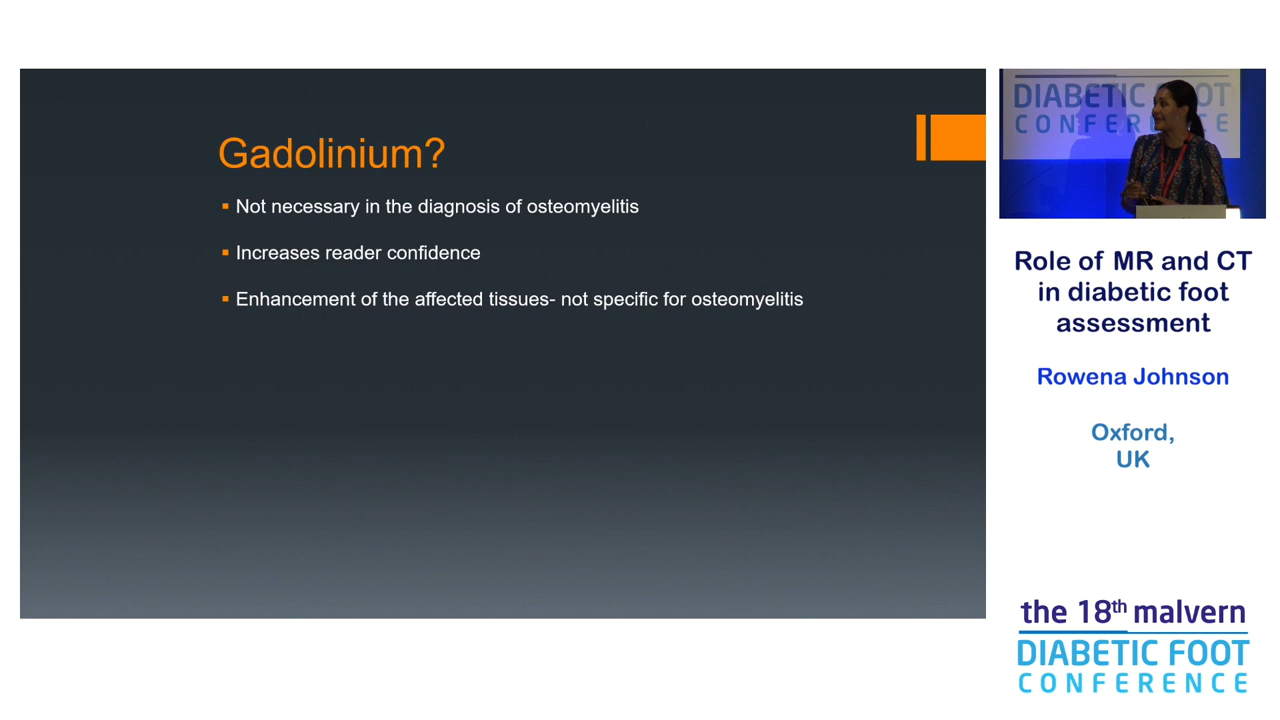 Gadolinium?
Not necessary in the diagnosis of osteomyelitis
Increases reader confidence
Enhancement of the affected tissues- not specific for osteomyelitis
DIABETIC FOOT
CONFERENCE
Role of MR and CT
in diabetic foot
assessment
Rowena Johnson
Oxford,
UK
the 18th malvern
DIABETIC FOOT
CONFERENCE